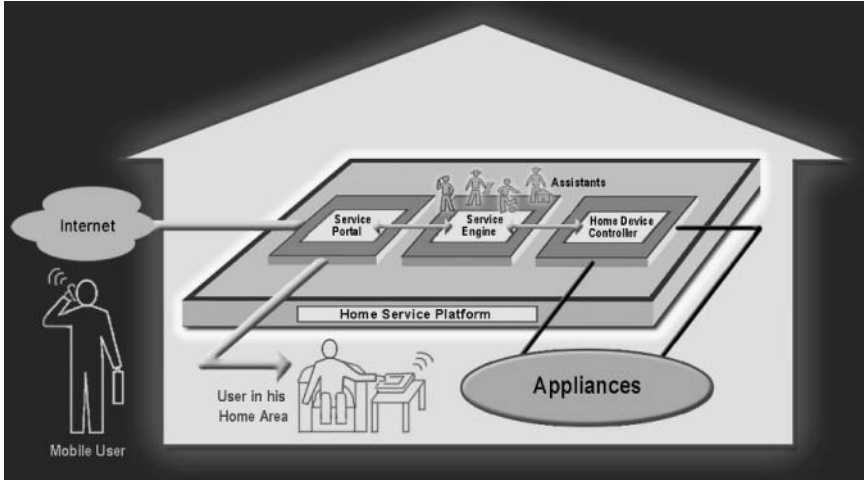 Assistants
Internet
Service
Portal
Service
Engine
Home Device
Controller
Home Service Platform
User in his
Home Area
Appliances
Mobile User